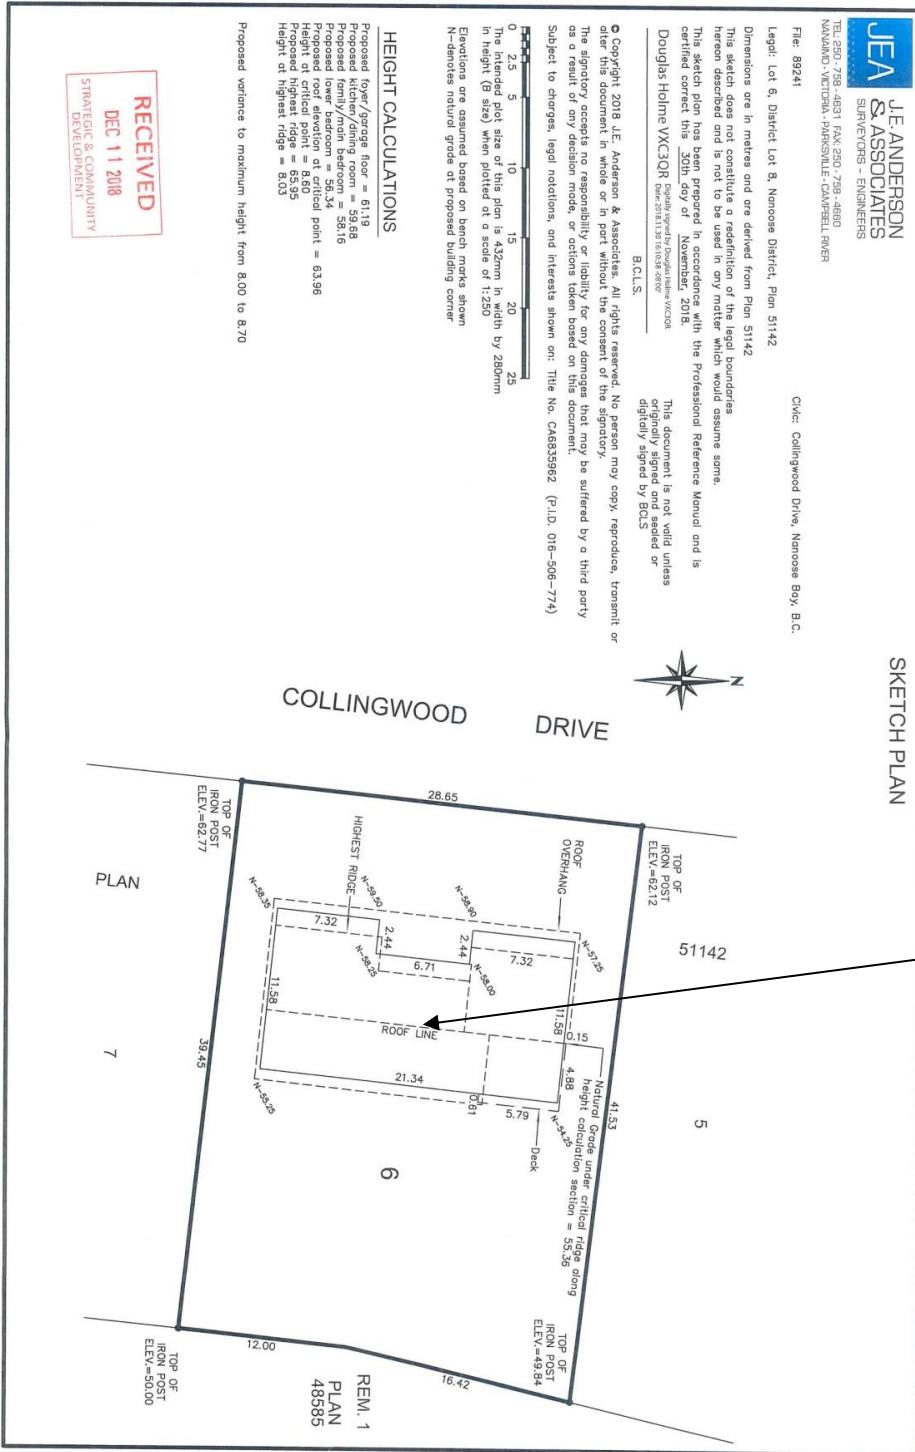 SKETCH PLAN
JEA
J.E. ANDERSON
& ASSOCIATES
SURVEYORS - ENGINEERS
TEL: 250 - 758 - 4631 FAX: 250 - 758 - 4660
NANAIMO - VICTORIA - PARKSVILLE - CAMPBELL RIVER
File: 89241
Civic: Collingwood Drive, Nanoose Bay, B.C.
Legal: Lot 6, District Lot 8, Nanoose District, Plan 51142
Dimensions are in metres and are derived from Plan 51142
This sketch does not constitute a redefinition of the legal boundaries
hereon described and is not to be used in any matter which would assume same.
This sketch plan has been prepared in accordance with the Professional Reference Manual and is
certified correct this 30th day of November, 2018.
Douglas Holme VXC3QR
Digitally signed by Douglas Holme VXC3QR
Date: 2018.11.30 16:10:38 -08'00'
B.C.L.S.
This document is not valid unless
originally signed and sealed or
digitally signed by BCLS
© Copyright 2018 J.E. Anderson & Associates. All rights reserved. No person may copy, reproduce, transmit or
alter this document in whole or in part without the consent of the signatory.
The signatory accepts no responsibility or liability for any damages that may be suffered by a third party
as a result of any decision made, or actions taken based on this document.
Subject to charges, legal notations, and interests shown on: Title No. CA6835962 (P.I.D. 016-506-774)
0 2.5 5 10 15 20 25
The intended plot size of this plan is 432mm in width by 280mm
in height (B size) when plotted at a scale of 1:250
Elevations are assumed based on bench marks shown
N-denotes natural grade at proposed building corner
HEIGHT CALCULATIONS
Proposed foyer/garage floor = 61.19
Proposed kitchen/dining room = 59.68
Proposed family/main bedroom = 58.16
Proposed lower bedroom = 56.34
Proposed roof elevation at critical point = 63.96
Height at critical point = 8.60
Proposed highest ridge = 65.95
Height at highest ridge = 8.03
Proposed variance to maximum height from 8.00 to 8.70
RECEIVED
DEC 11 2018
STRATEGIC & COMMUNITY
DEVELOPMENT
N
COLLINGWOOD DRIVE
28.65
TOP OF
IRON POST
ELEV.=62.12
TOP OF
IRON POST
ELEV.=62.77
PLAN
51142
5
7
6
ROOF
OVERHANG
HIGHEST RIDGE
N-57.25
N-58.90
N-59.50
N-58.35
7.32
2.44
6.71
2.44
7.32
N-58.25
N-58.00
11.58
11.58
ROOF LINE
0.15
4.88
21.34
0.61
5.79
Deck
N-54.25
N-55.25
Natural Grade under critical ridge along
height calculation section = 55.36
41.53
39.45
TOP OF
IRON POST
ELEV.=49.84
TOP OF
IRON POST
ELEV.=50.00
12.00
16.42
REM. 1
PLAN
48585